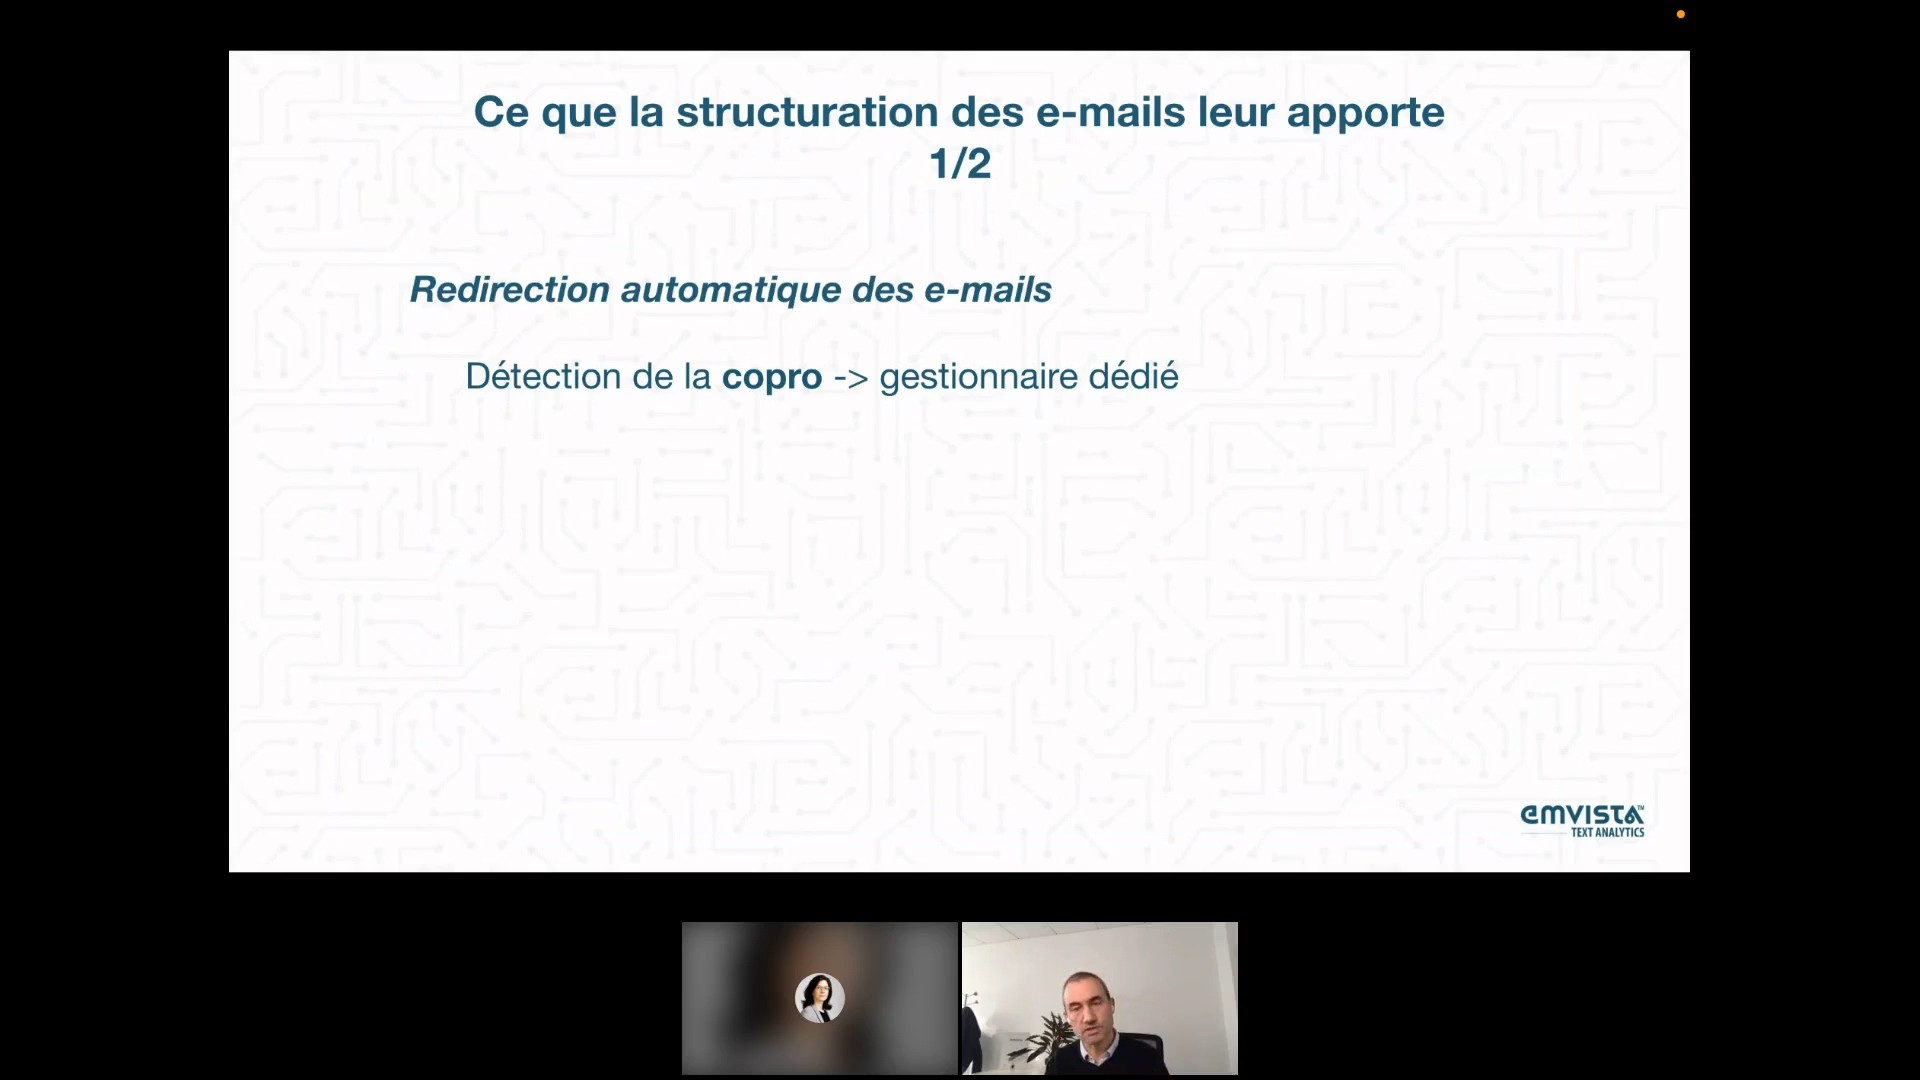 Ce que la structuration des e-mails leur apporte
1/2
Redirection automatique des e-mails
Détection de la copro -> gestionnaire dédié
emvista™
TEXT ANALYTICS